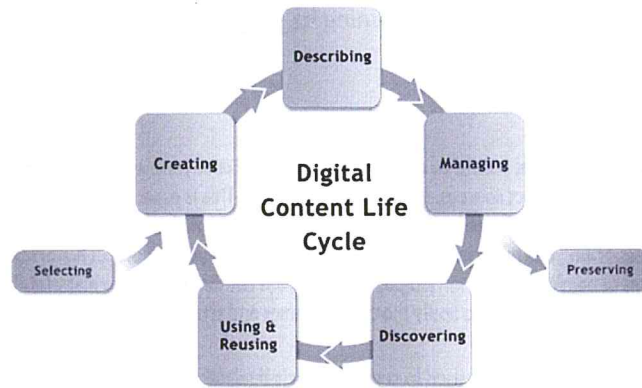 Describing
Creating
Managing
Digital
Content Life
Cycle
Selecting
Preserving
Using &
Reusing
Discovering